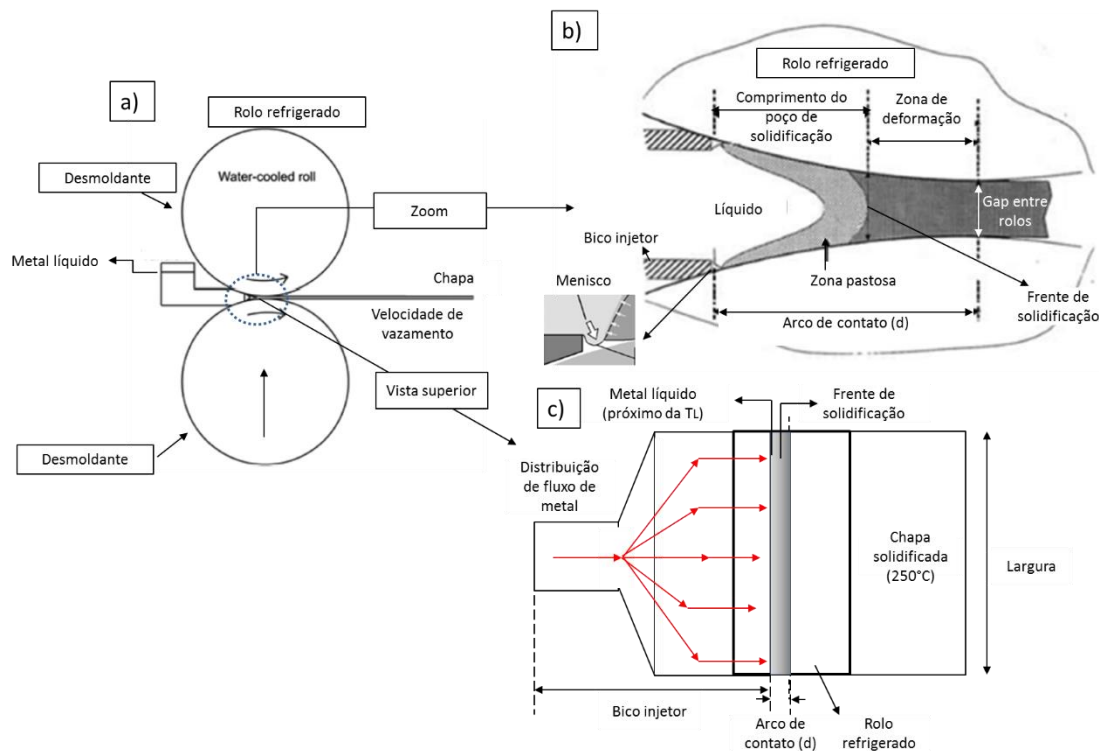 a)
Rolo refrigerado
Desmoldante
Water-cooled roll
Zoom
Metal líquido
Chapa
Velocidade de
vazamento
Vista superior
Desmoldante
b)
Rolo refrigerado
Comprimento do
poço de
solidificação
Zona de
deformação
Líquido
Gap entre
rolos
Bico injetor
Menisco
Zona pastosa
Frente de
solidificação
Arco de contato (d)
c)
Metal líquido
(próximo da TL)
Frente de
solidificação
Distribuição
de fluxo de
metal
Chapa
solidificada
(250°C)
Largura
Bico injetor
Arco de
contato (d)
Rolo
refrigerado